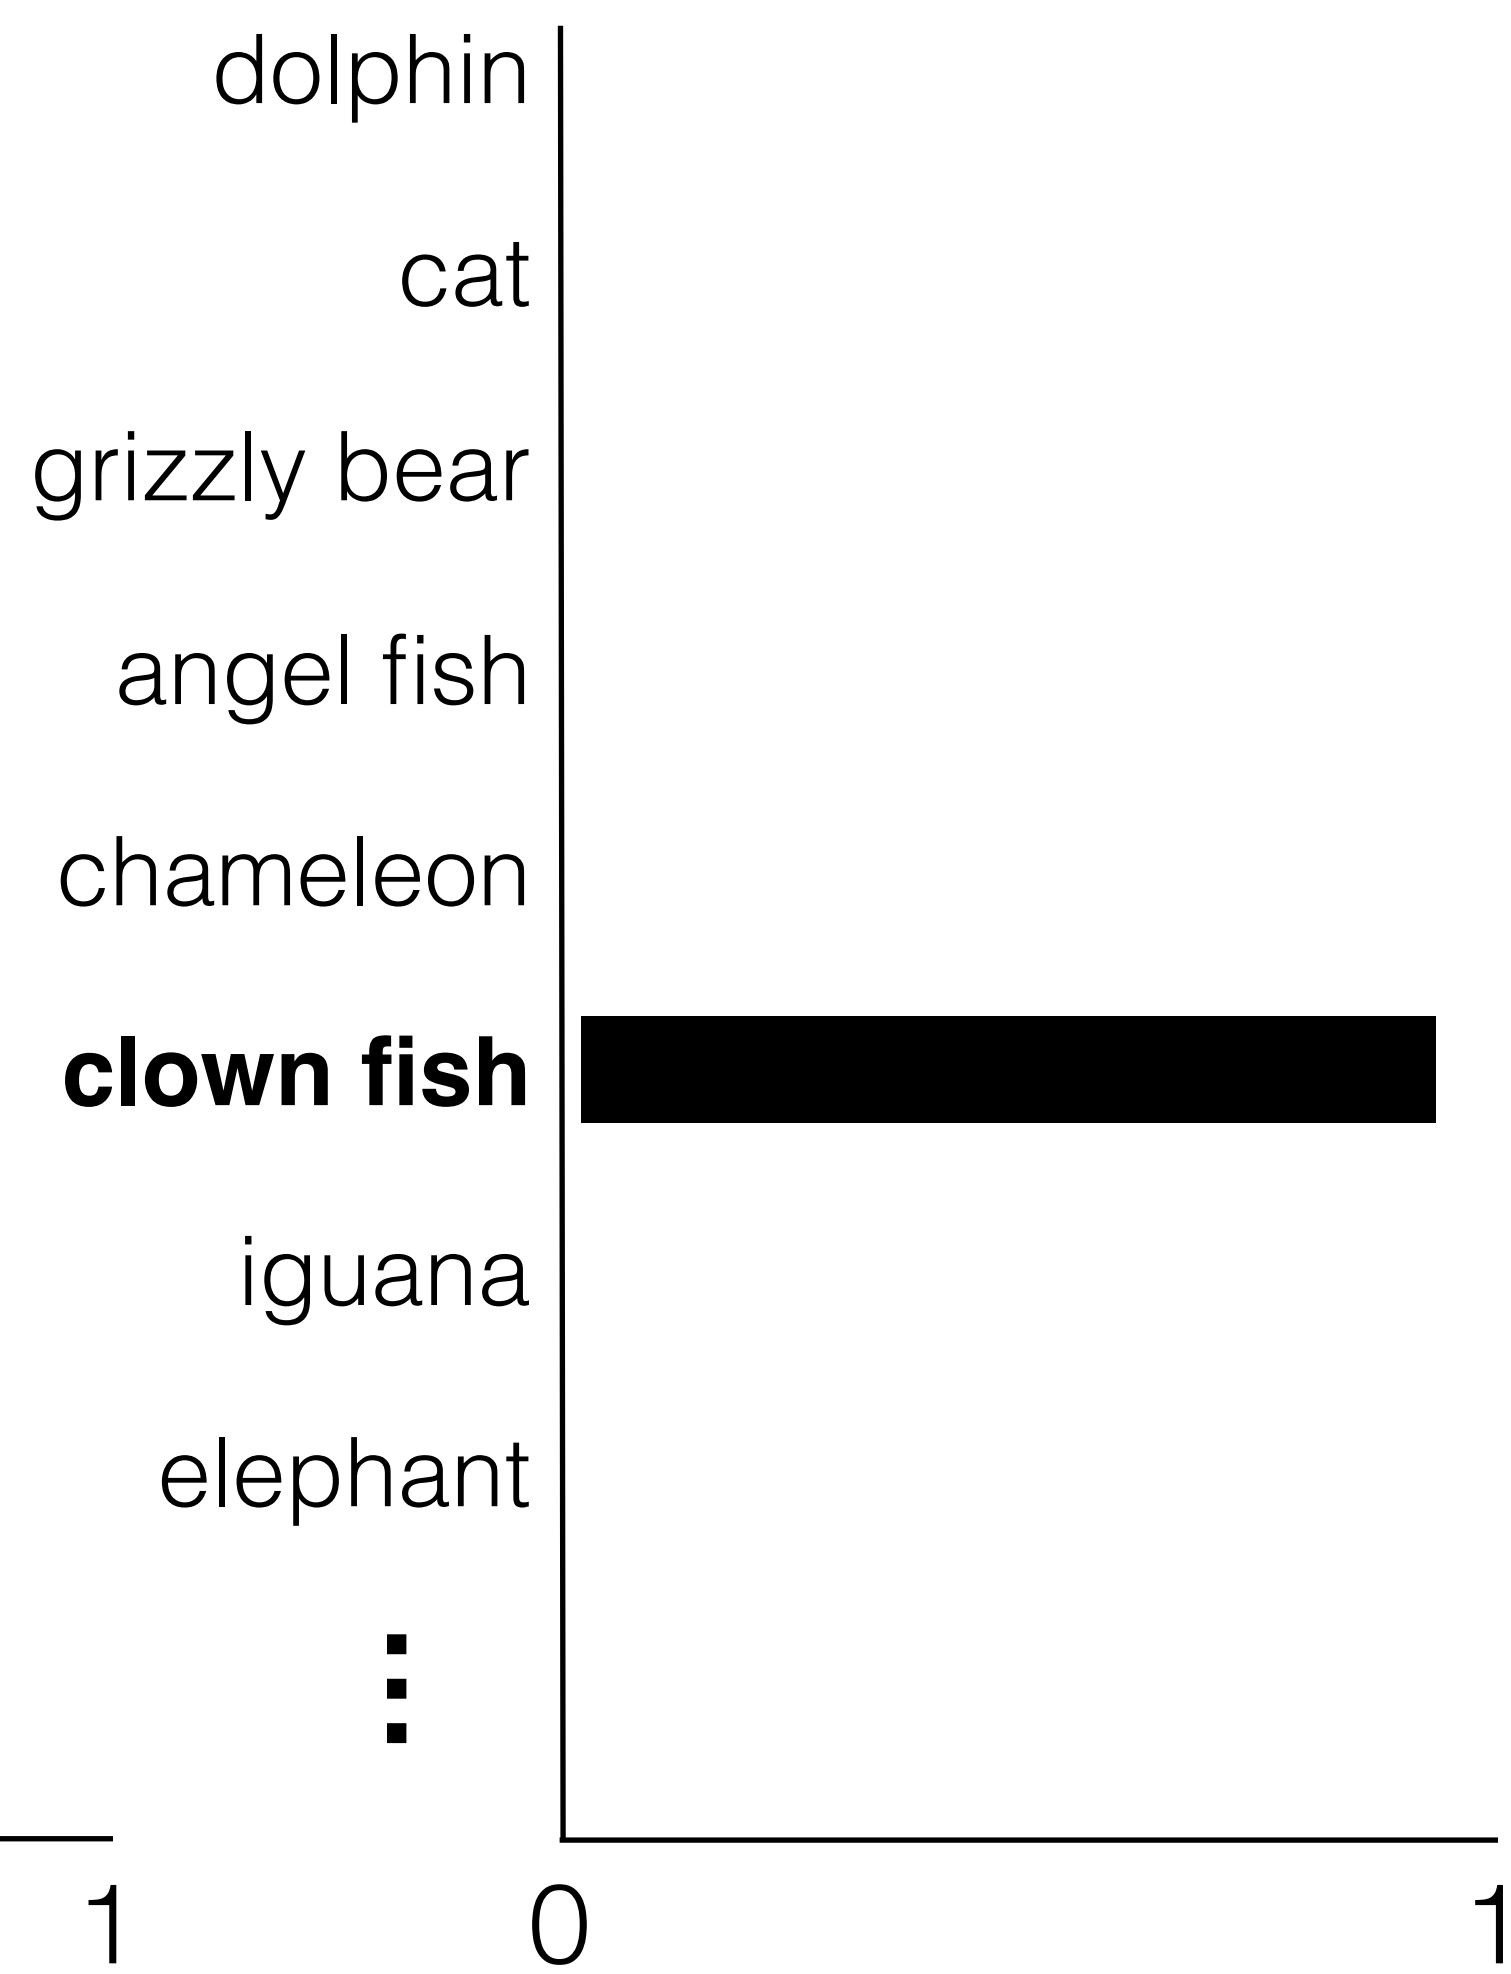 dolphin
cat
grizzly bear
angel fish
chameleon
clown fish
iguana
elephant
⋮
1 0 1